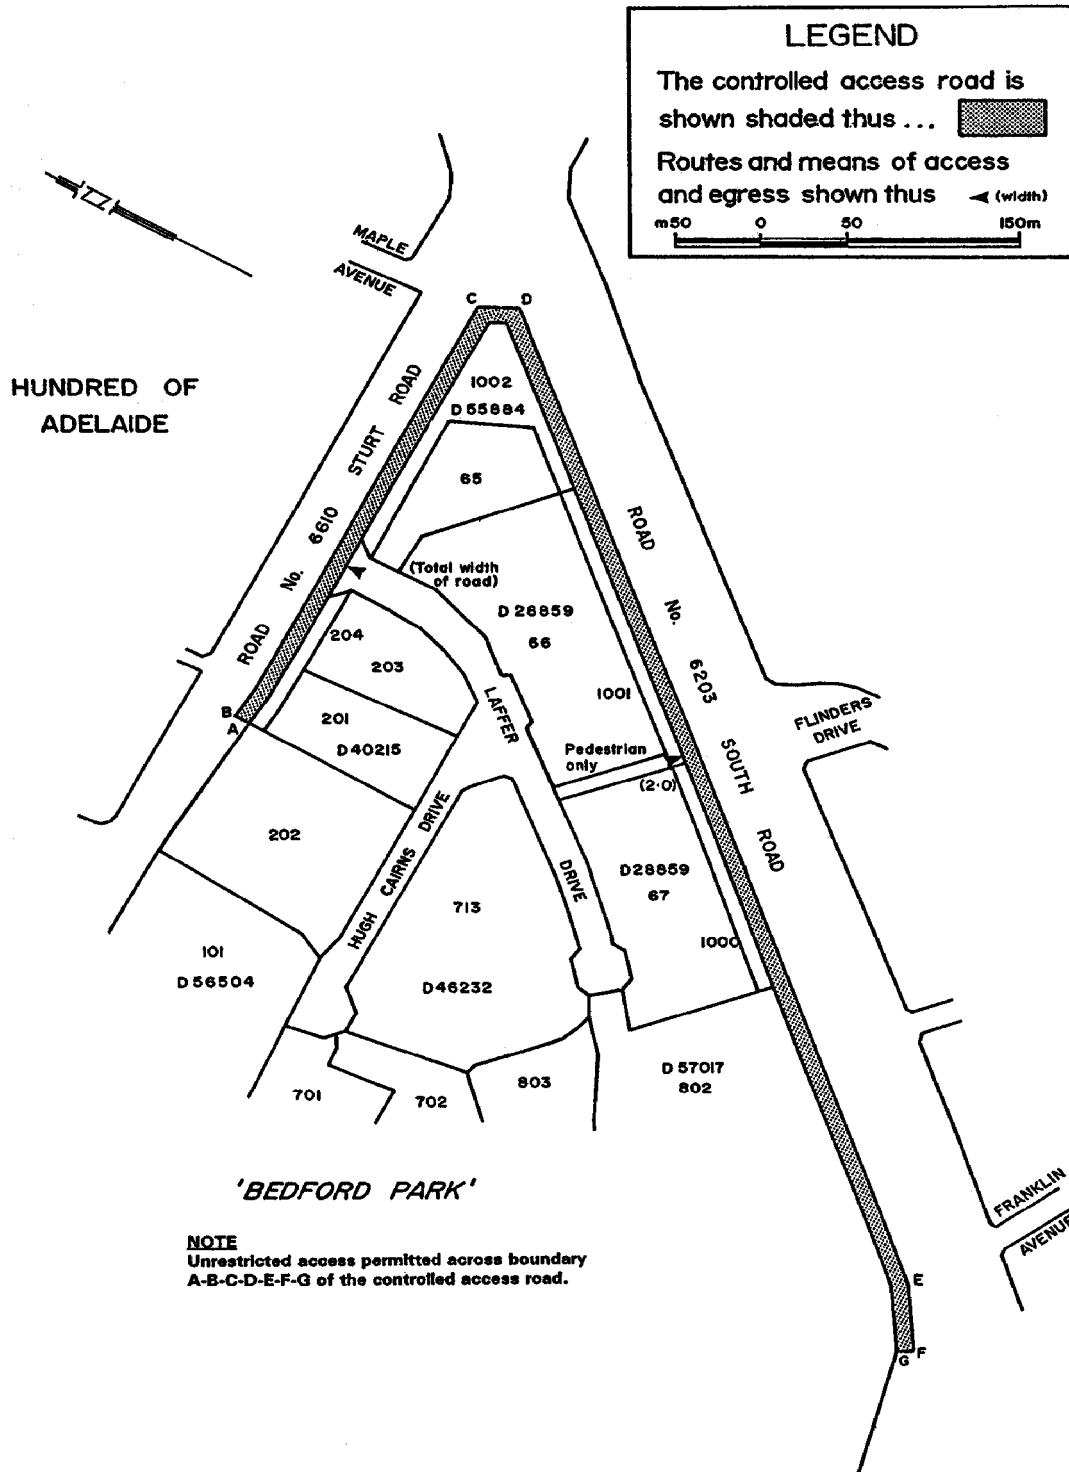 LEGEND
The controlled access road is
shown shaded thus ...
Routes and means of access
and egress shown thus (width)
m50 0 50 150m
MAPLE
AVENUE
C D
HUNDRED OF
ADELAIDE
ROAD No. 6610 STURT ROAD
1002
D 55884
65
ROAD No. 6203 SOUTH ROAD
(Total width
of road)
D 28859
66
204
203
1001
LAFFER DRIVE
FLINDERS
DRIVE
B
A
201
D 40215
Pedestrian
only
(2·0)
202
HUGH CAIRNS DRIVE
D 28859
67
713
1000
101
D 56504
D 46232
D 57017
802
803
701
702
'BEDFORD PARK'
FRANKLIN
AVENUE
NOTE
Unrestricted access permitted across boundary
A-B-C-D-E-F-G of the controlled access road.
E
F
G